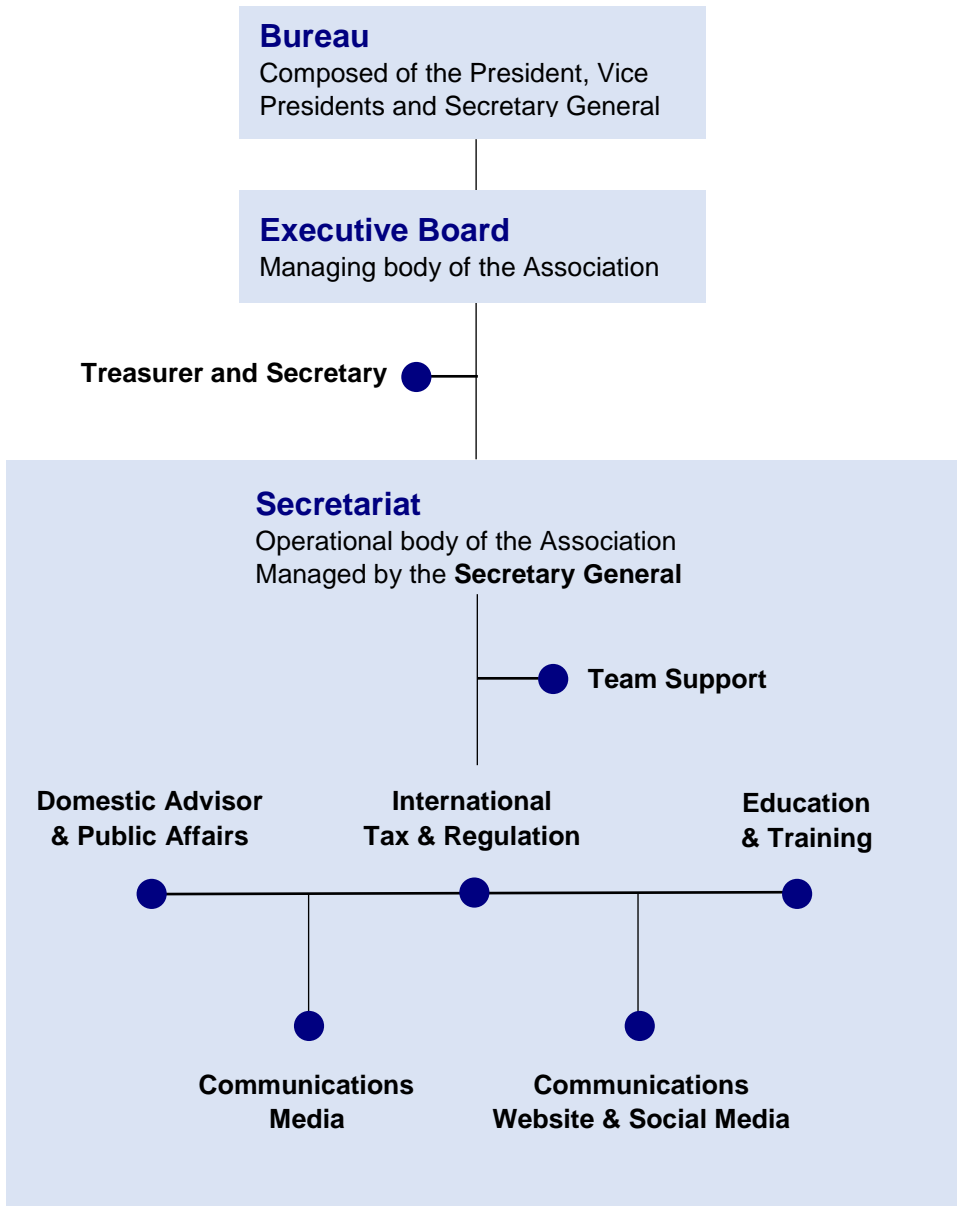 Bureau
Composed of the President, Vice
Presidents and Secretary General
Executive Board
Managing body of the Association
Treasurer and Secretary
Secretariat
Operational body of the Association
Managed by the Secretary General
Team Support
Domestic Advisor
& Public Affairs
International
Tax & Regulation
Education
& Training
Communications
Media
Communications
Website & Social Media